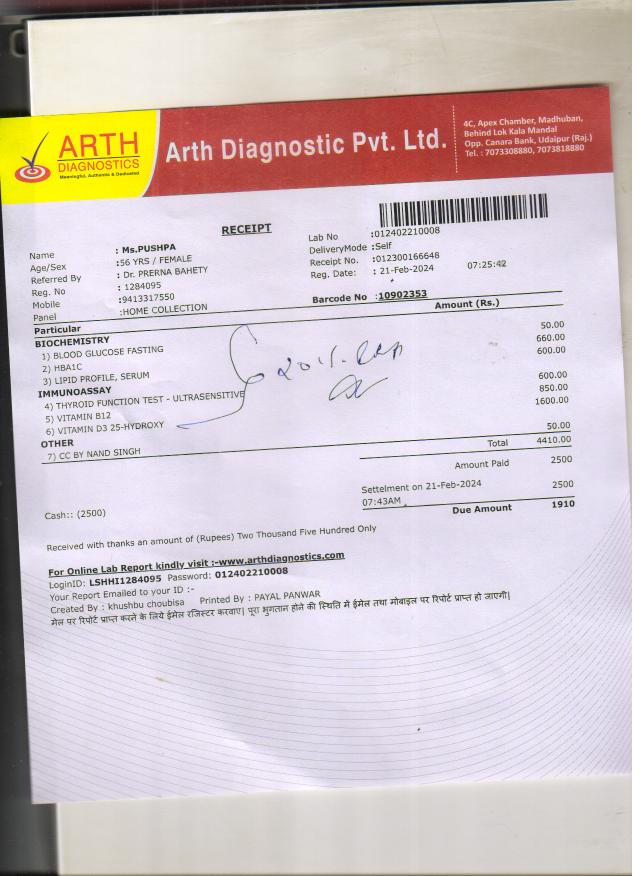 ARTH
DIAGNOSTICS
Meaningful, Authentic & Dedicated
Arth Diagnostic Pvt. Ltd.
4C, Apex Chamber, Madhuban,
Behind Lok Kala Mandal
Opp. Canara Bank, Udaipur (Raj.)
Tel. : 7073308880, 7073818880
RECEIPT
Name : Ms.PUSHPA
Age/Sex :56 YRS / FEMALE
Referred By : Dr. PRERNA BAHETY
Reg. No : 1284095
Mobile :9413317550
Panel :HOME COLLECTION
Lab No :012402210008
DeliveryMode :Self
Receipt No. :012300166648
Reg. Date: : 21-Feb-2024 07:25:42
Barcode No :10902353
Particular Amount (Rs.)
BIOCHEMISTRY
1) BLOOD GLUCOSE FASTING 50.00
2) HBA1C 660.00
3) LIPID PROFILE, SERUM 600.00
IMMUNOASSAY
4) THYROID FUNCTION TEST - ULTRASENSITIVE 600.00
5) VITAMIN B12 850.00
6) VITAMIN D3 25-HYDROXY 1600.00
OTHER
7) CC BY NAND SINGH 50.00
Total 4410.00
Amount Paid 2500
Settelment on 21-Feb-2024 2500
07:43AM
Due Amount 1910
Cash:: (2500)
Received with thanks an amount of (Rupees) Two Thousand Five Hundred Only
For Online Lab Report kindly visit :-www.arthdiagnostics.com
LoginID: LSHHI1284095 Password: 012402210008
Your Report Emailed to your ID :-
Created By : khushbu choubisa Printed By : PAYAL PANWAR
मेल पर रिपोर्ट प्राप्त करने के लिये ईमेल रजिस्टर करवाए। पूरा भुगतान होने की स्थिति में ईमेल तथा मोबाइल पर रिपोर्ट प्राप्त हो जाएगी।